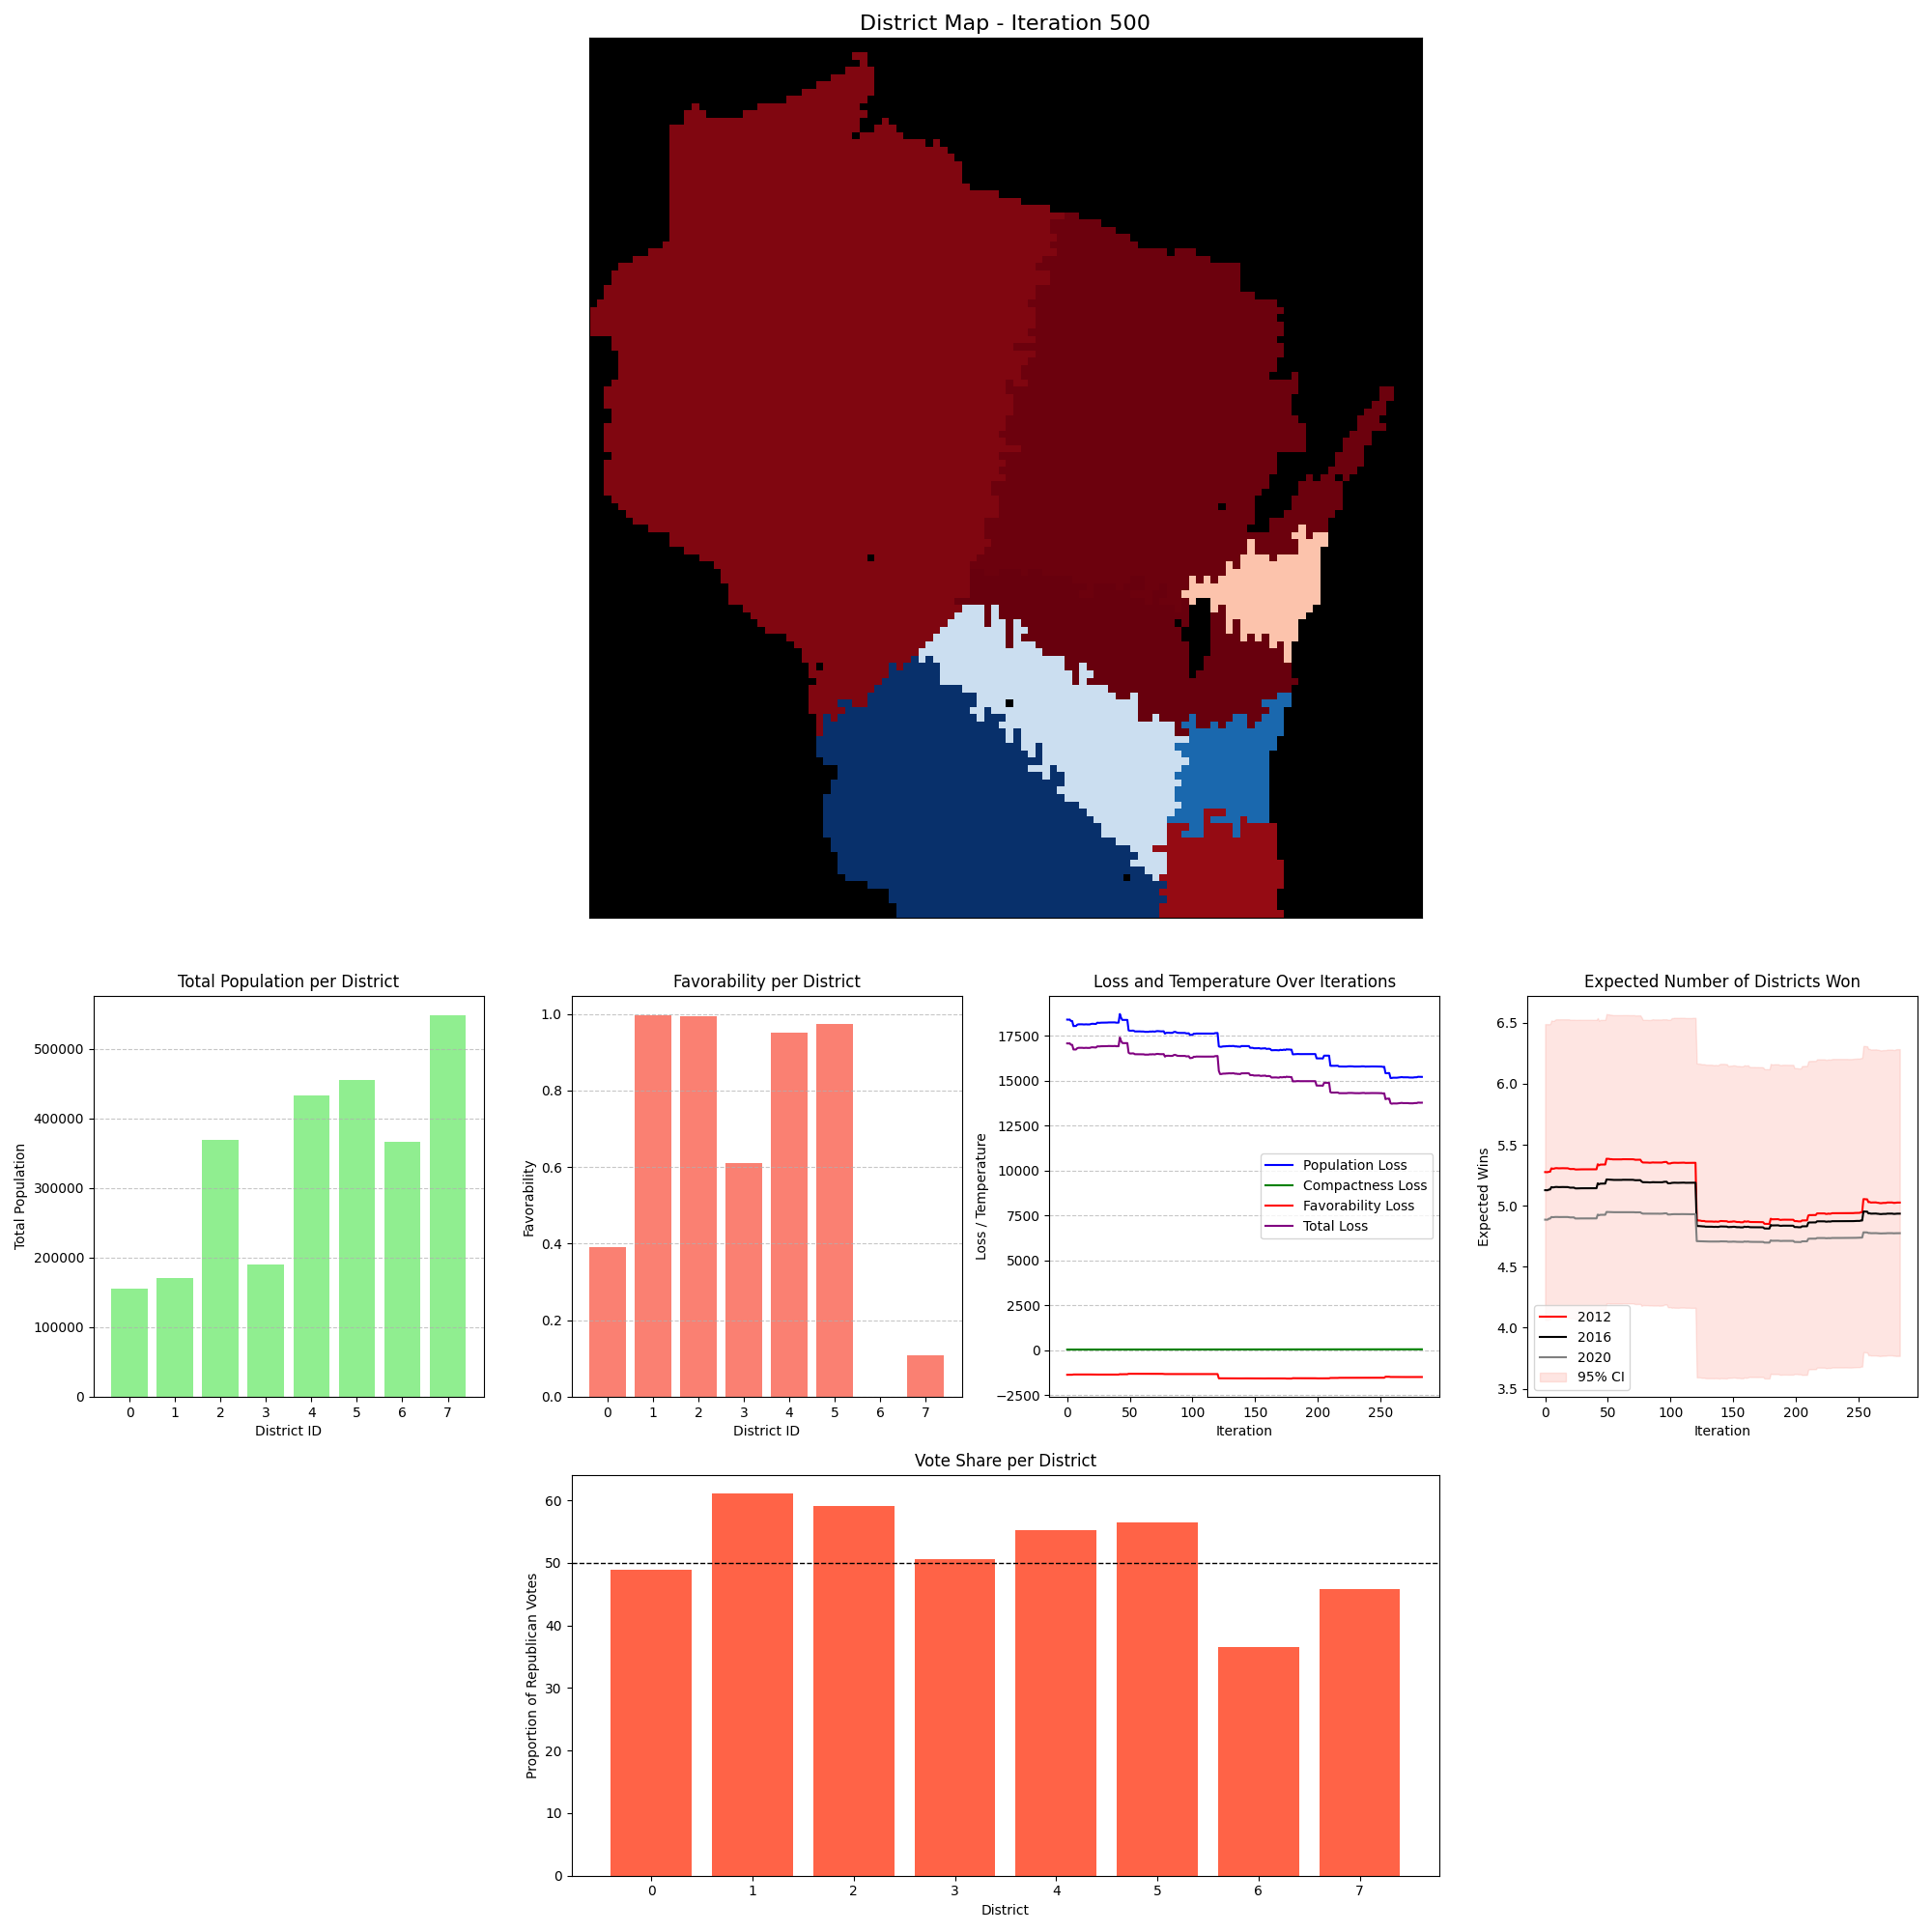 District Map - Iteration 500
Total Population per District
Total Population
500000
400000
300000
200000
100000
0
0 1 2 3 4 5 6 7
District ID
Favorability per District
Favorability
1.0
0.8
0.6
0.4
0.2
0.0
0 1 2 3 4 5 6 7
District ID
Loss and Temperature Over Iterations
Loss / Temperature
17500
15000
12500
10000
7500
5000
2500
0
−2500
Population Loss
Compactness Loss
Favorability Loss
Total Loss
0 50 100 150 200 250
Iteration
Expected Number of Districts Won
Expected Wins
6.5
6.0
5.5
5.0
4.5
4.0
3.5
2012
2016
2020
95% CI
0 50 100 150 200 250
Iteration
Vote Share per District
Proportion of Republican Votes
60
50
40
30
20
10
0
0 1 2 3 4 5 6 7
District